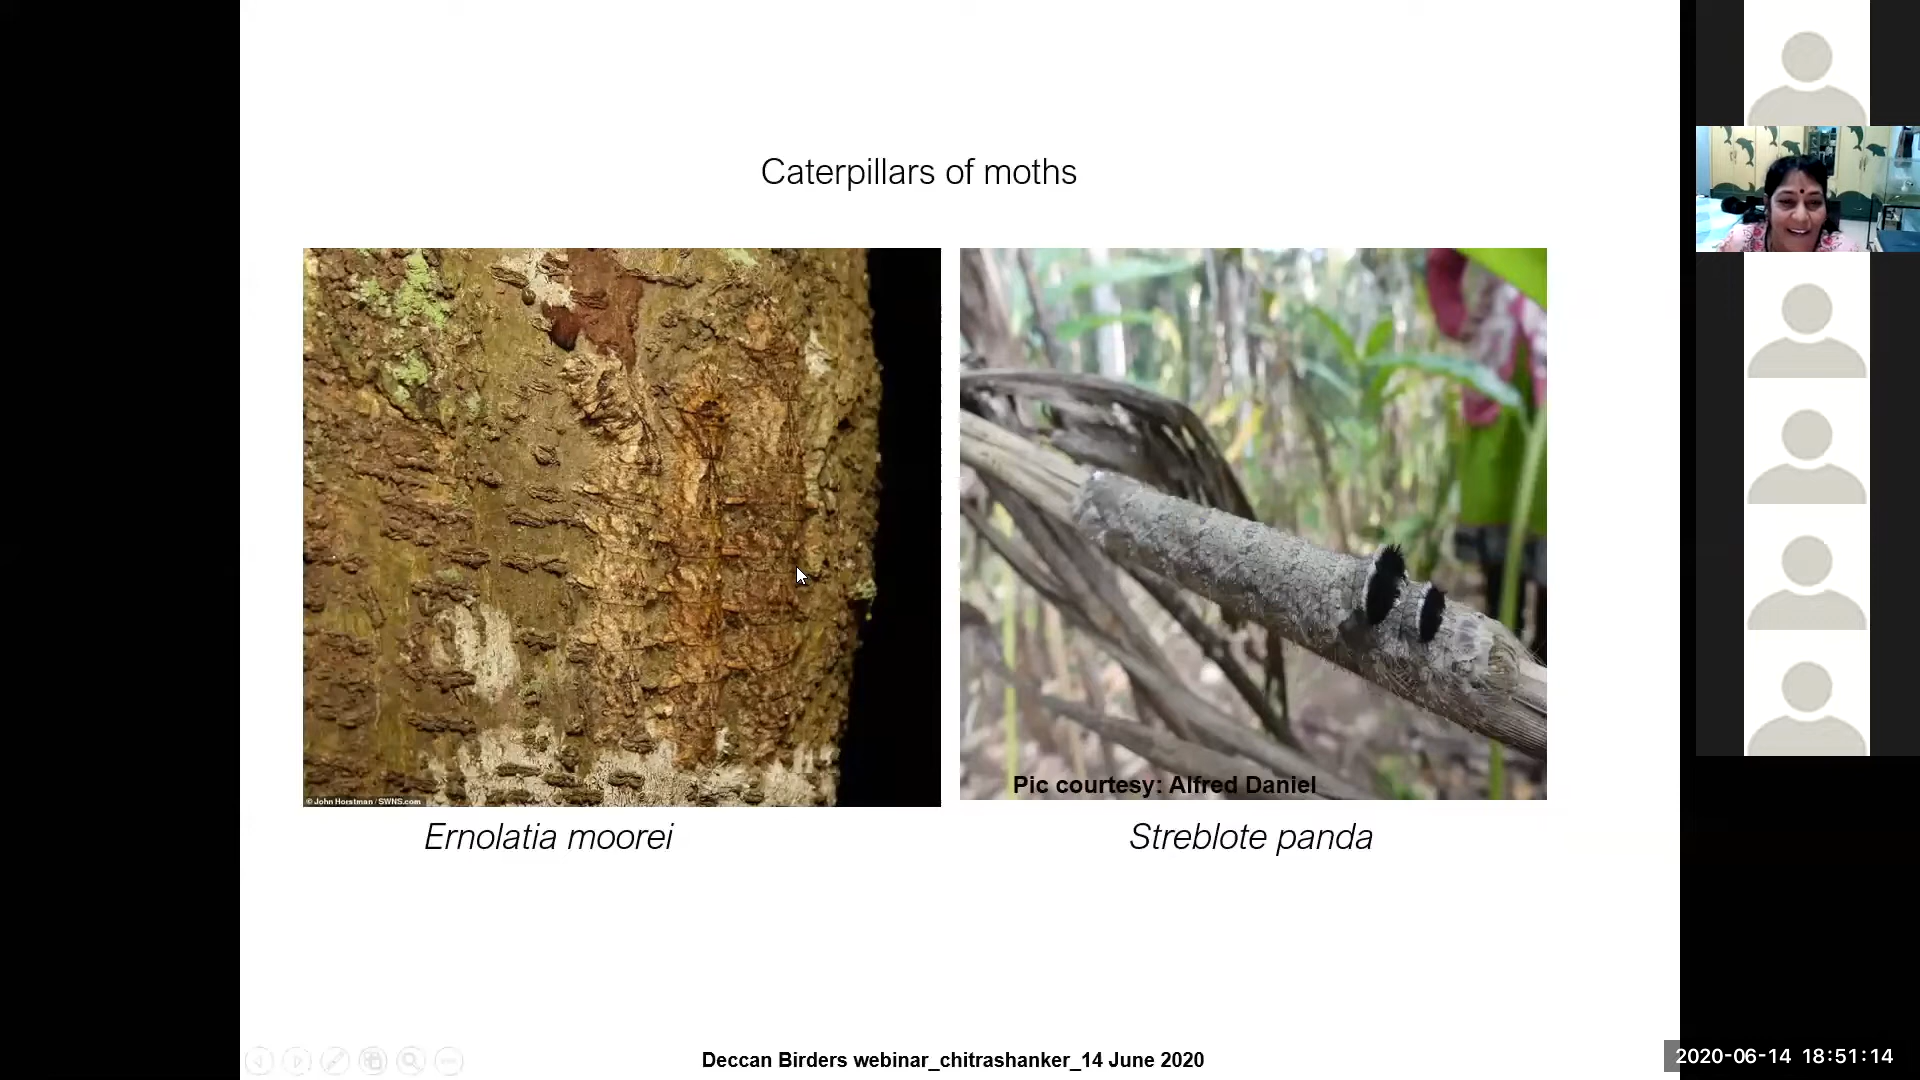 Caterpillars of moths
© John Horstman / SWNS.com
Pic courtesy: Alfred Daniel
Ernolatia moorei
Streblote panda
Deccan Birders webinar_chitrashanker_14 June 2020
2020-06-14 18:51:14